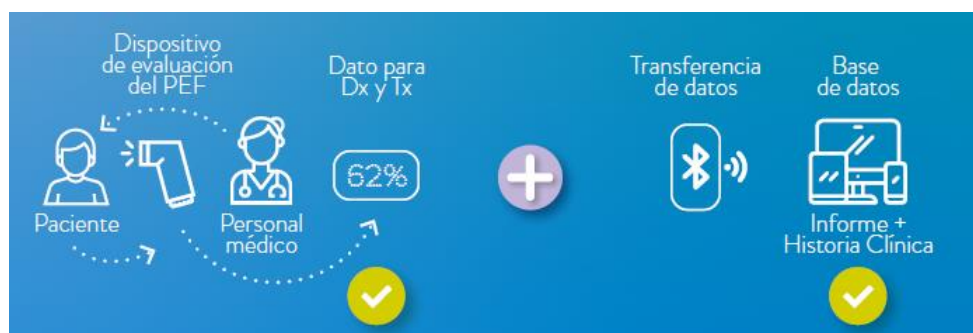 Dispositivo
de evaluación
del PEF
Dato para
Dx y Tx
Transferencia
de datos
Base
de datos
62%
Paciente
Personal
médico
Informe +
Historia Clínica